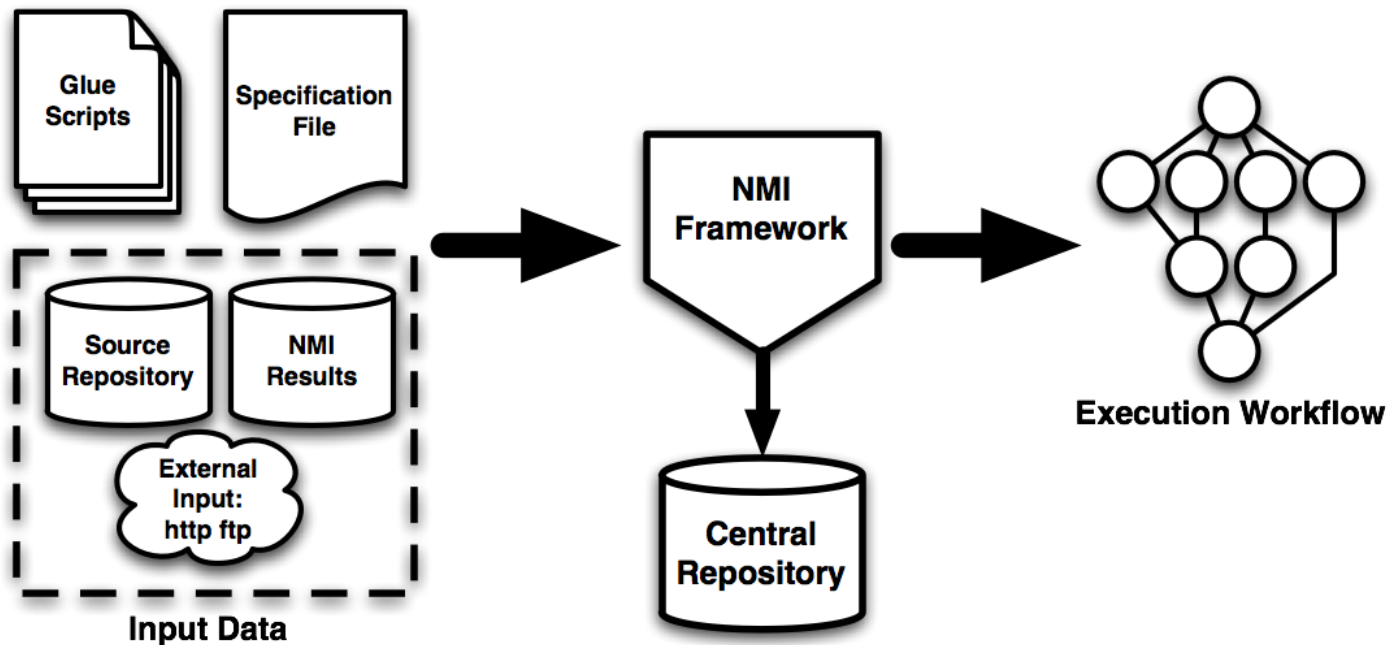 Glue
Scripts
Specification
File
Source
Repository
NMI
Results
External
Input:
http ftp
Input Data
NMI
Framework
Central
Repository
Execution Workflow